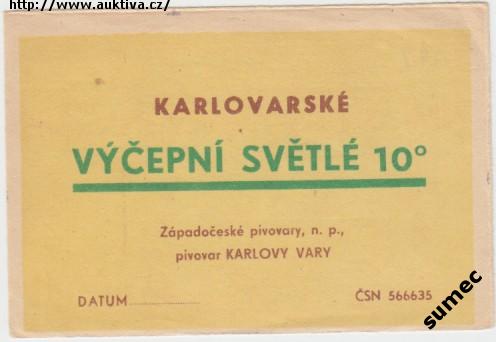 http://www.auktiva.cz/
KARLOVARSKÉ
VÝČEPNÍ SVĚTLÉ 10°
Západočeské pivovary, n. p.,
pivovar KARLOVY VARY
DATUM..................
ČSN 566635
sumec